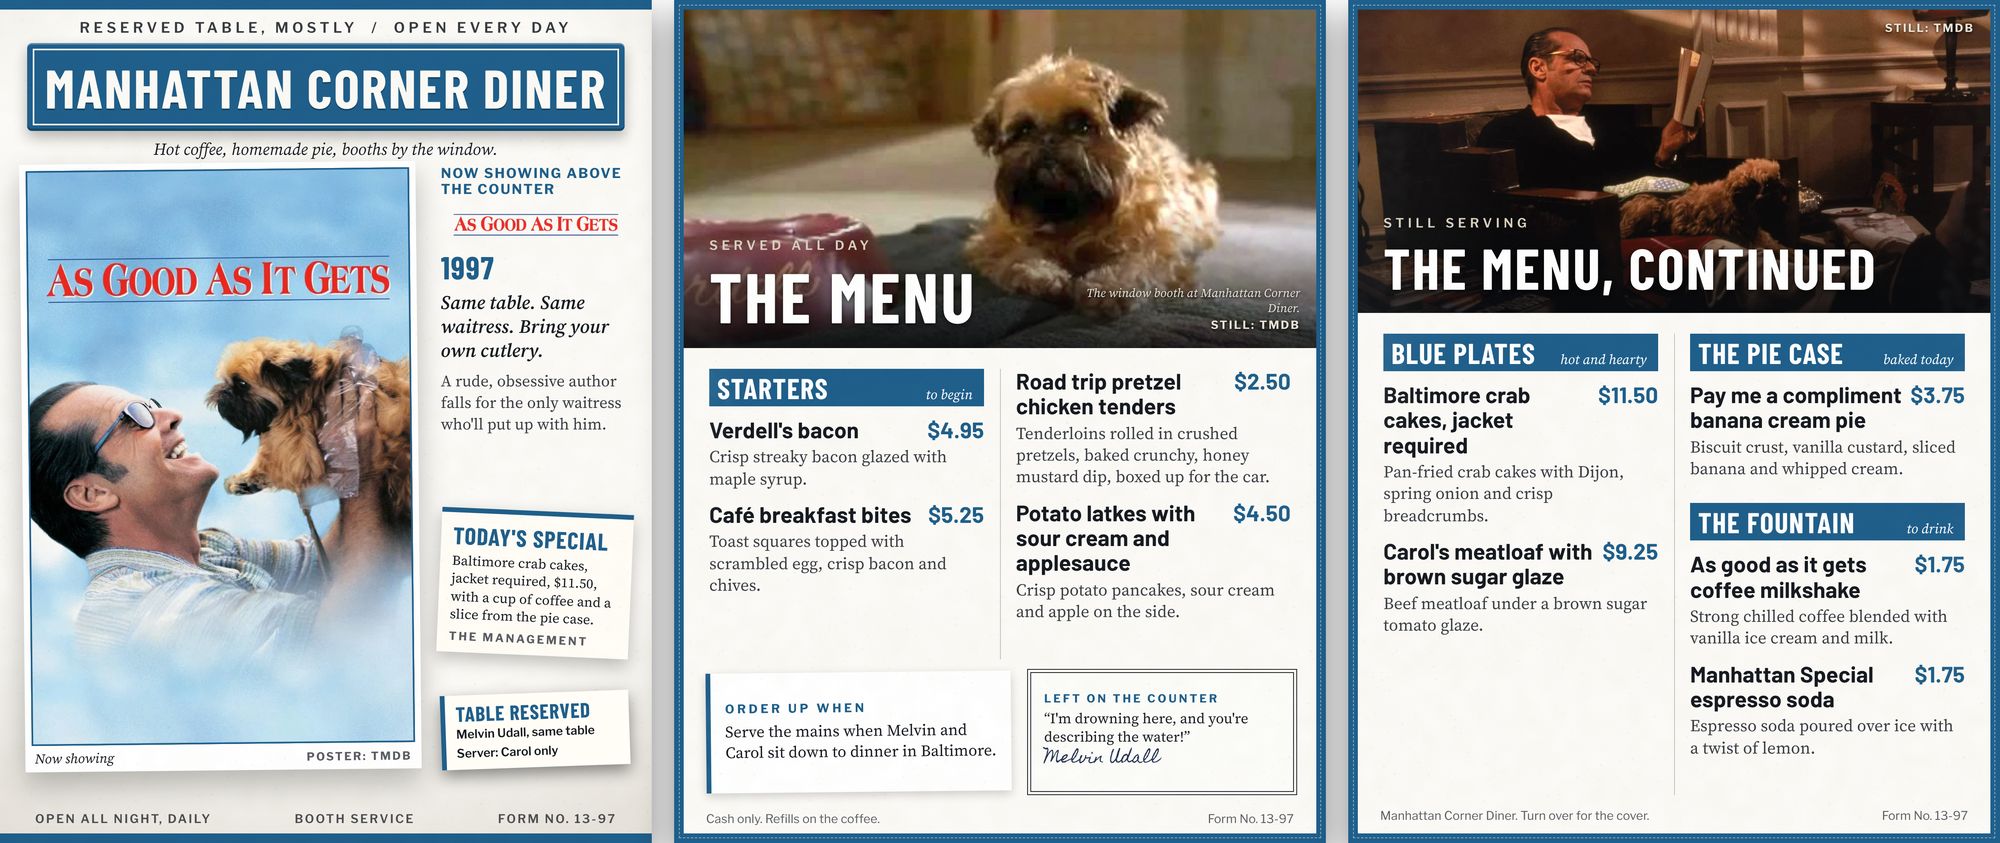 RESERVED TABLE, MOSTLY / OPEN EVERY DAY
MANHATTAN CORNER DINER
Hot coffee, homemade pie, booths by the window.
AS GOOD AS IT GETS
Now showing
POSTER: TMDB
NOW SHOWING ABOVE
THE COUNTER
AS GOOD AS IT GETS
1997
Same table. Same
waitress. Bring your
own cutlery.
A rude, obsessive author
falls for the only waitress
who'll put up with him.
TODAY'S SPECIAL
Baltimore crab cakes,
jacket required, $11.50,
with a cup of coffee and a
slice from the pie case.
THE MANAGEMENT
TABLE RESERVED
Melvin Udall, same table
Server: Carol only
OPEN ALL NIGHT, DAILY
BOOTH SERVICE
FORM NO. 13-97
SERVED ALL DAY
THE MENU
The window booth at Manhattan Corner
Diner.
STILL: TMDB
STARTERS
to begin
Verdell's bacon $4.95
Crisp streaky bacon glazed with
maple syrup.
Café breakfast bites $5.25
Toast squares topped with
scrambled egg, crisp bacon and
chives.
Road trip pretzel $2.50
chicken tenders
Tenderloins rolled in crushed
pretzels, baked crunchy, honey
mustard dip, boxed up for the car.
Potato latkes with $4.50
sour cream and
applesauce
Crisp potato pancakes, sour cream
and apple on the side.
ORDER UP WHEN
Serve the mains when Melvin and
Carol sit down to dinner in Baltimore.
LEFT ON THE COUNTER
“I'm drowning here, and you're
describing the water!”
Melvin Udall
Cash only. Refills on the coffee.
Form No. 13-97
STILL: TMDB
STILL SERVING
THE MENU, CONTINUED
BLUE PLATES
hot and hearty
Baltimore crab $11.50
cakes, jacket
required
Pan-fried crab cakes with Dijon,
spring onion and crisp
breadcrumbs.
Carol's meatloaf with $9.25
brown sugar glaze
Beef meatloaf under a brown sugar
tomato glaze.
THE PIE CASE
baked today
Pay me a compliment $3.75
banana cream pie
Biscuit crust, vanilla custard, sliced
banana and whipped cream.
THE FOUNTAIN
to drink
As good as it gets $1.75
coffee milkshake
Strong chilled coffee blended with
vanilla ice cream and milk.
Manhattan Special $1.75
espresso soda
Espresso soda poured over ice with
a twist of lemon.
Manhattan Corner Diner. Turn over for the cover.
Form No. 13-97